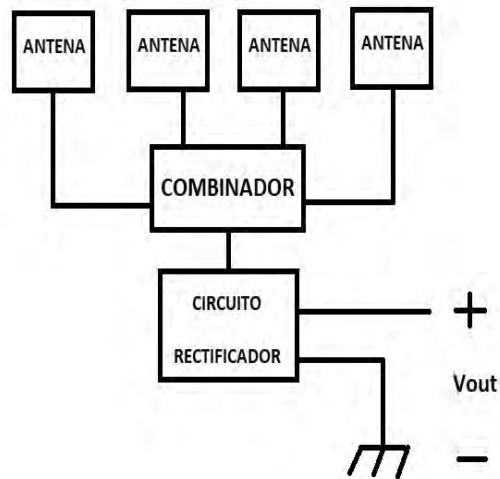 ANTENA
ANTENA
ANTENA
ANTENA
COMBINADOR
CIRCUITO
RECTIFICADOR
+
Vout
−